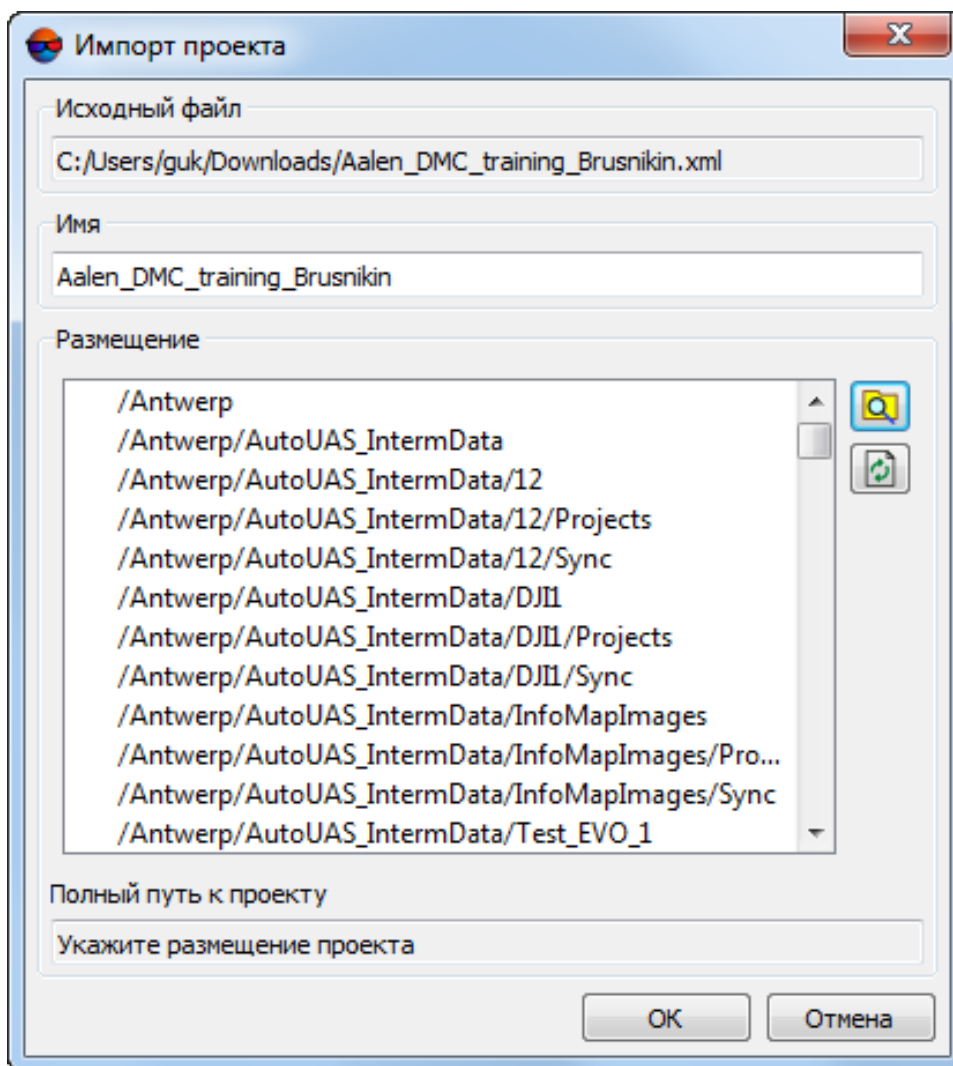 Импорт проекта
Исходный файл
C:/Users/guk/Downloads/Aalen_DMC_training_Brusnikin.xml
Имя
Aalen_DMC_training_Brusnikin
Размещение
/Antwerp
/Antwerp/AutoUAS_IntermData
/Antwerp/AutoUAS_IntermData/12
/Antwerp/AutoUAS_IntermData/12/Projects
/Antwerp/AutoUAS_IntermData/12/Sync
/Antwerp/AutoUAS_IntermData/DJI1
/Antwerp/AutoUAS_IntermData/DJI1/Projects
/Antwerp/AutoUAS_IntermData/DJI1/Sync
/Antwerp/AutoUAS_IntermData/InfoMapImages
/Antwerp/AutoUAS_IntermData/InfoMapImages/Pro...
/Antwerp/AutoUAS_IntermData/InfoMapImages/Sync
/Antwerp/AutoUAS_IntermData/Test_EVO_1
Полный путь к проекту
Укажите размещение проекта
OK Отмена